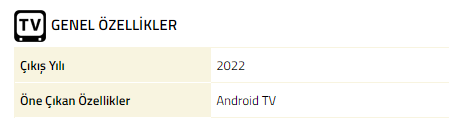 TV GENEL ÖZELLİKLER
Çıkış Yılı 2022
Öne Çıkan Özellikler Android TV